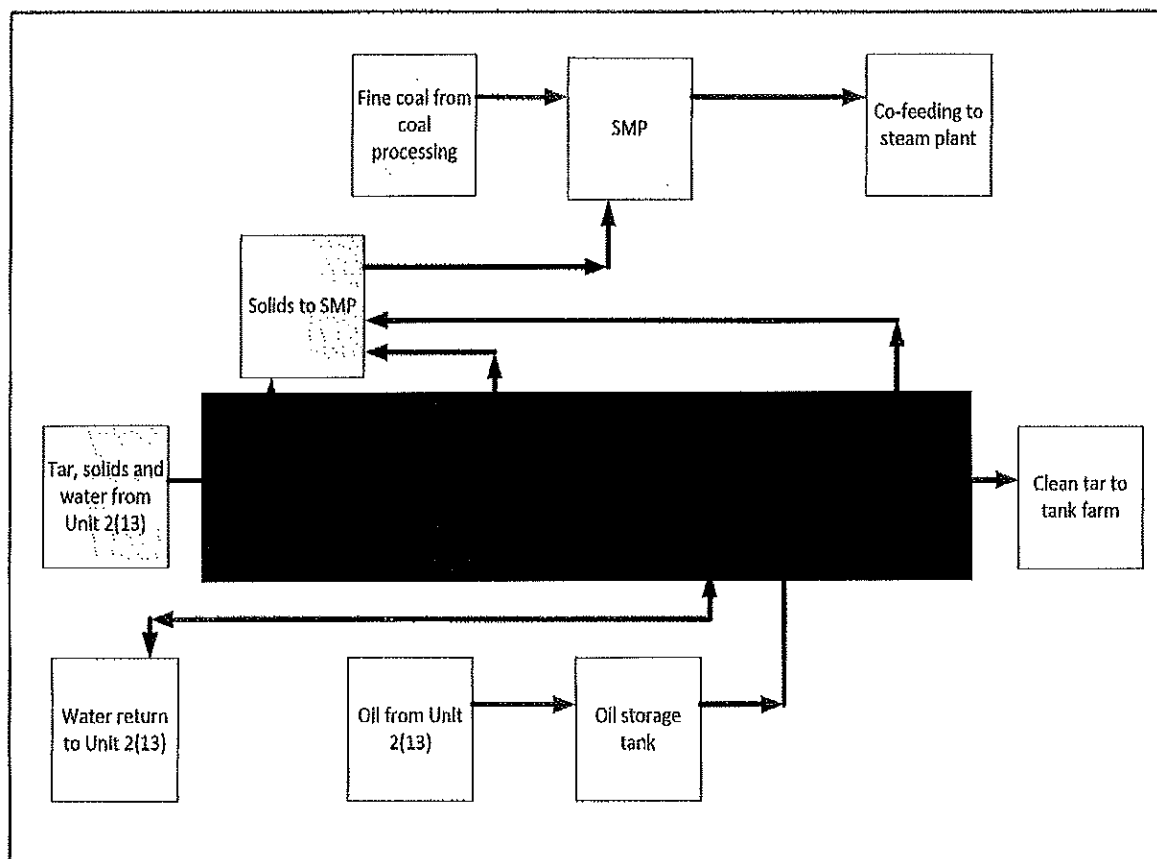 Fine coal from
coal
processing
SMP
Co-feeding to
steam plant
Solids to SMP
Tar, solids and
water from
Unit 2(13)
Clean tar to
tank farm
Water return
to Unit 2(13)
Oil from Unit
2(13)
Oil storage
tank